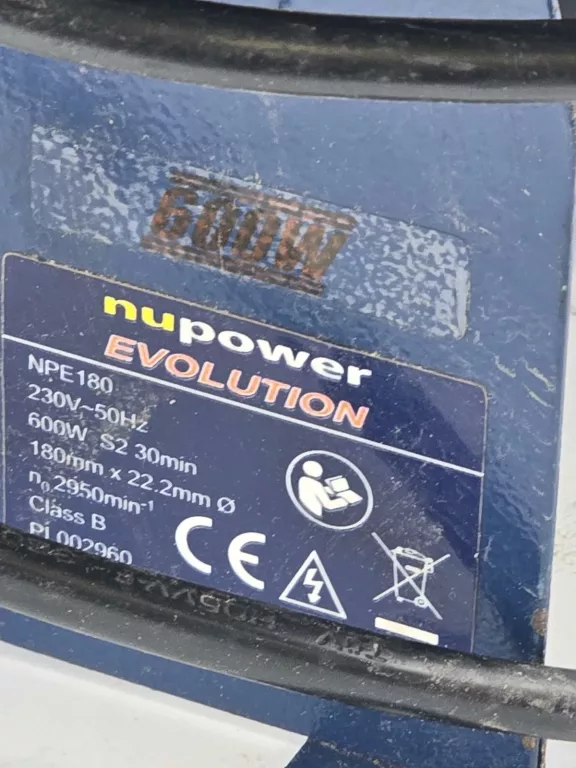 600W
nupower
EVOLUTION
NPE180
230V~50Hz
600W S2 30min
180mm x 22.2mm Ø
n₀ 2950min⁻¹
Class B
PI 002960
CE